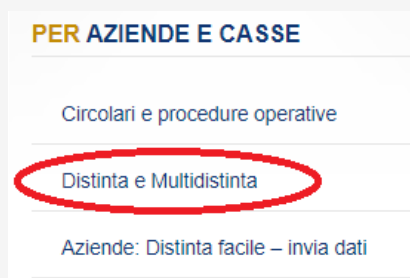 PER AZIENDE E CASSE
Circolari e procedure operative
Distinta e Multidistinta
Aziende: Distinta facile – invia dati